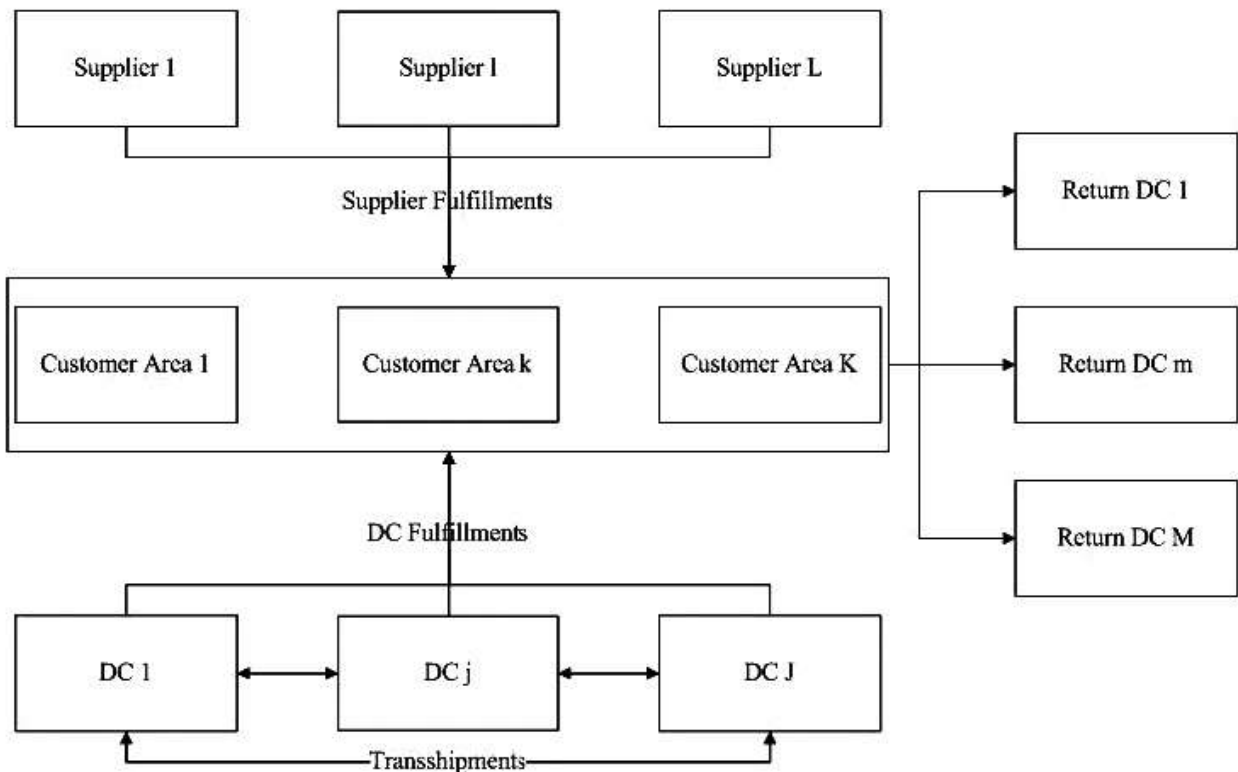 Supplier 1
Supplier l
Supplier L
Supplier Fulfillments
Return DC 1
Customer Area 1
Customer Area k
Customer Area K
Return DC m
DC Fulfillments
Return DC M
DC 1
DC j
DC J
Transshipments